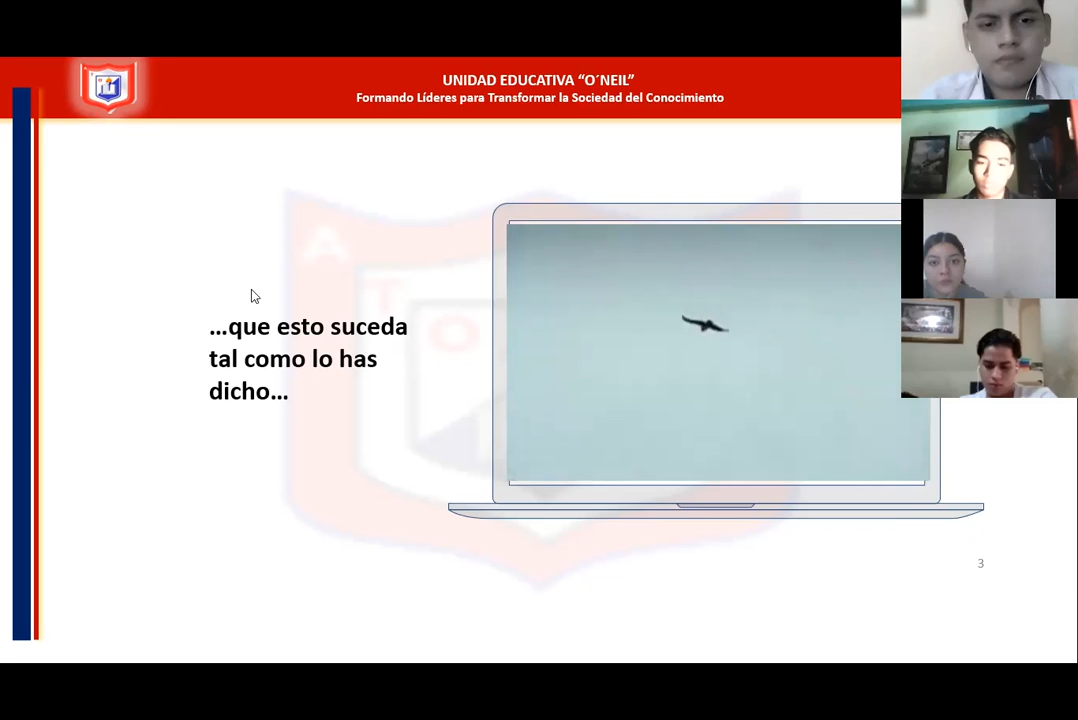 UNIDAD EDUCATIVA “O´NEIL”
Formando Líderes para Transformar la Sociedad del Conocimiento
A
T
O
…que esto suceda
tal como lo has
dicho…
3